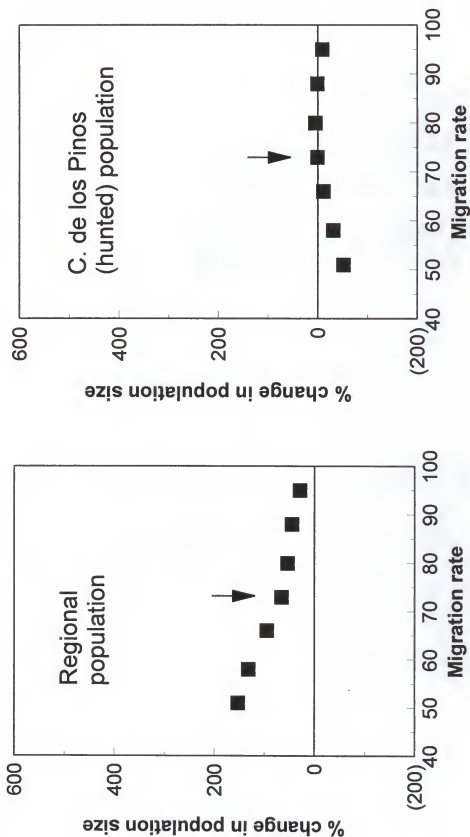 Regional
population
% change in population size
600
400
200
0
(200)
40 50 60 70 80 90 100
Migration rate
C. de los Pinos
(hunted) population
% change in population size
600
400
200
0
(200)
40 50 60 70 80 90 100
Migration rate